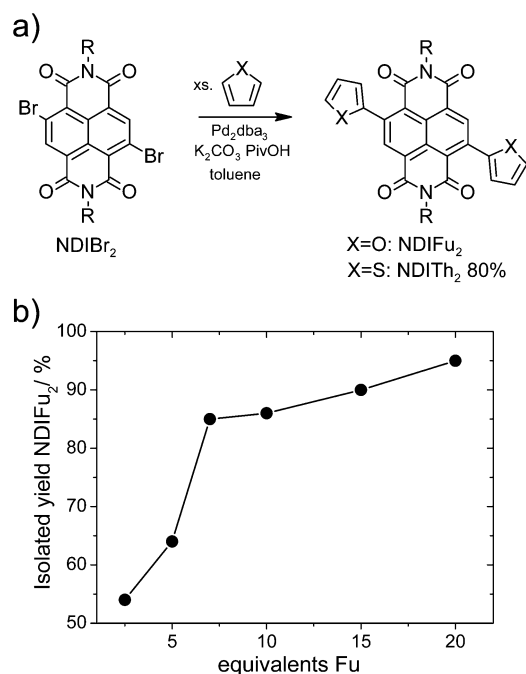 a)
R
O N O
Br
Br
O N O
R
NDIBr₂
xs. X
Pd₂dba₃
K₂CO₃ PivOH
toluene
R
O N O
X
X
O N O
R
X=O: NDIFu₂
X=S: NDITh₂ 80%
b)
Isolated yield NDIFu₂/ %
100
90
80
70
60
50
5 10 15 20
equivalents Fu